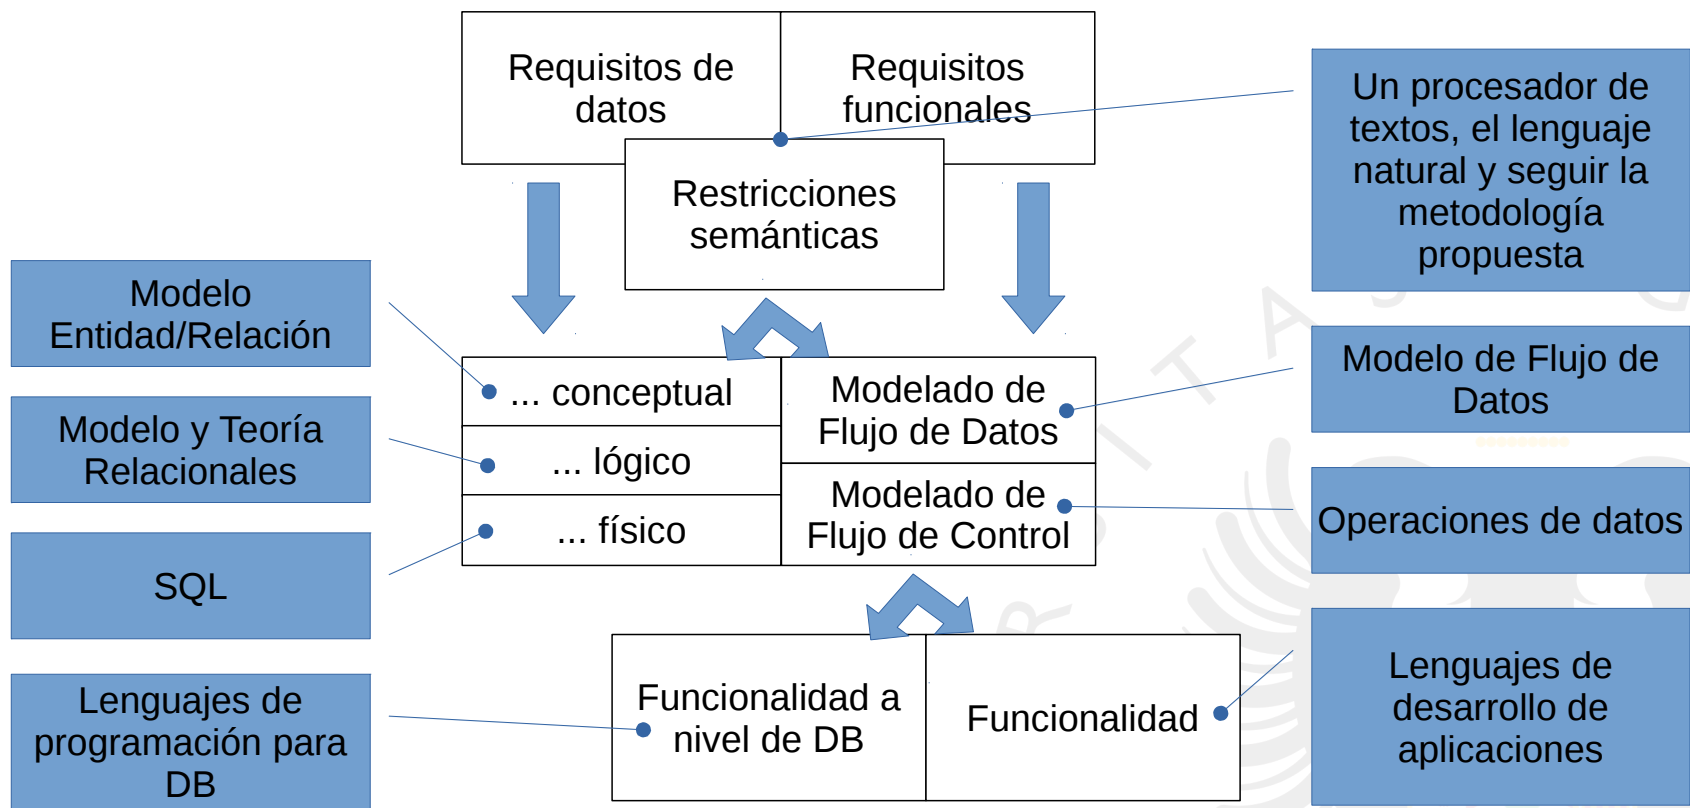 Requisitos de
datos
Requisitos
funcionales
Restricciones
semánticas
Un procesador de
textos, el lenguaje
natural y seguir la
metodología
propuesta
Modelo
Entidad/Relación
Modelo y Teoría
Relacionales
SQL
Lenguajes de
programación para
DB
... conceptual
... lógico
... físico
Modelado de
Flujo de Datos
Modelado de
Flujo de Control
Modelo de Flujo de
Datos
Operaciones de datos
Funcionalidad a
nivel de DB
Funcionalidad
Lenguajes de
desarrollo de
aplicaciones